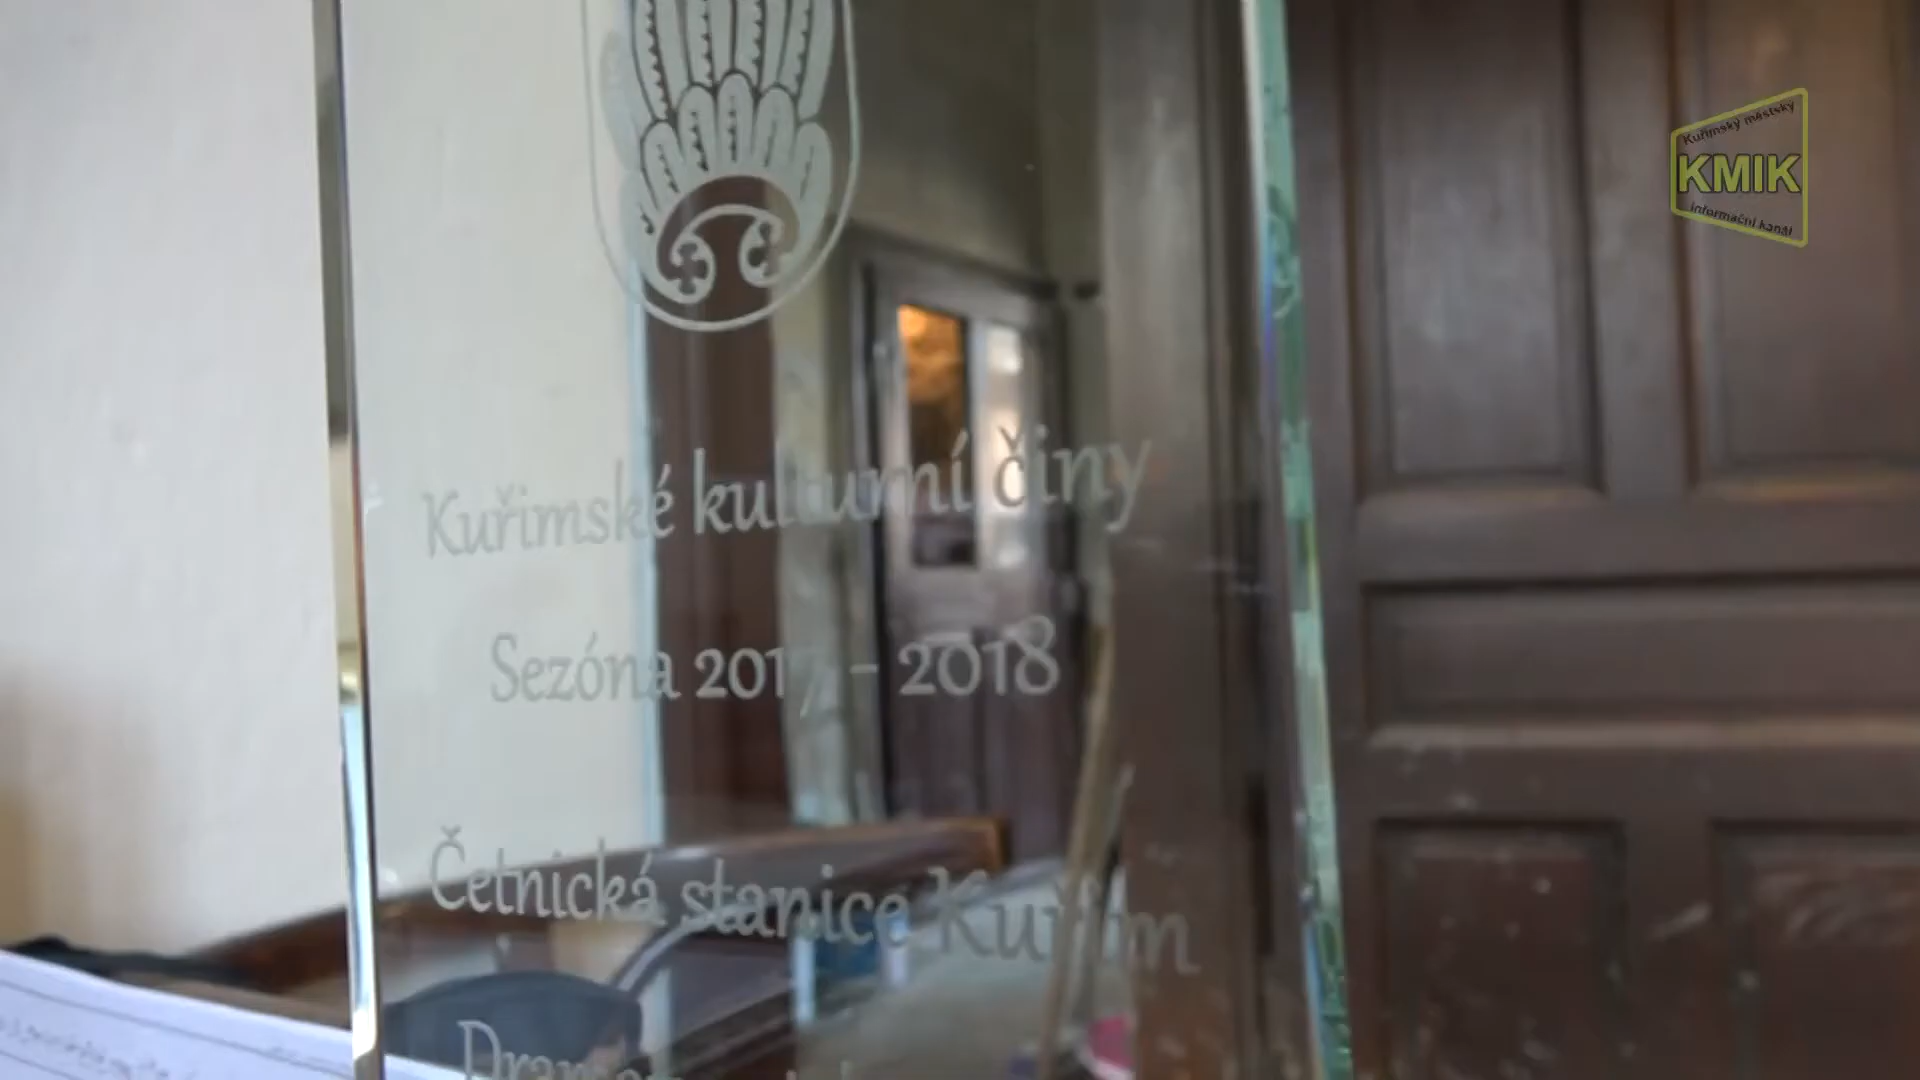 Kuřimský městský
KMIK
informační kanál
Kuřimské kulturní činy
Sezóna 2017 - 2018
Četnická stanice Kuřim